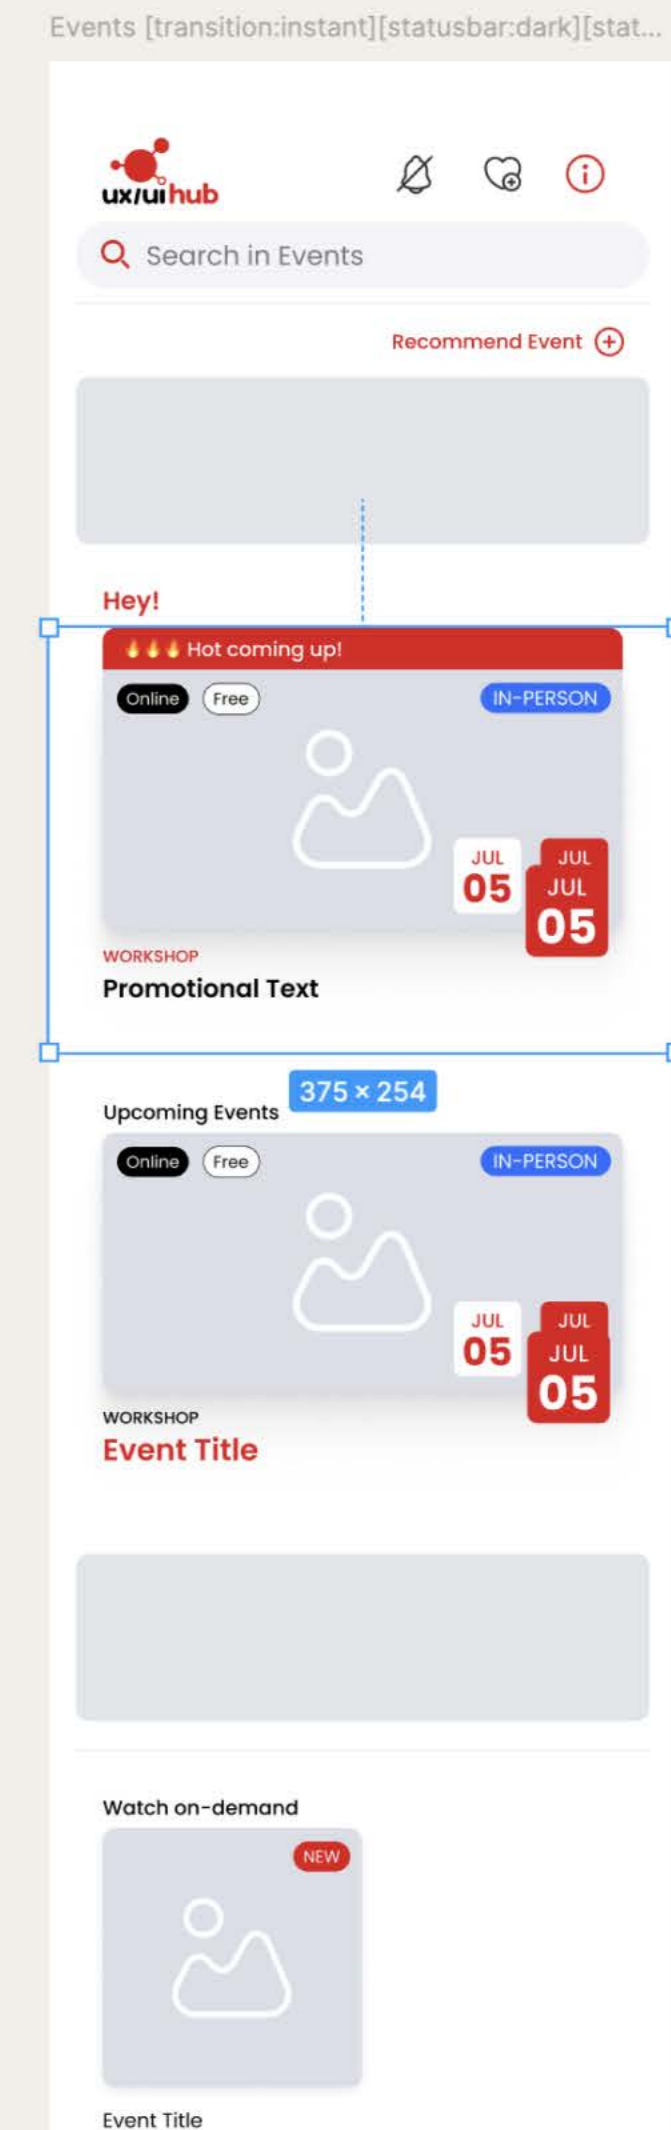 Events [transition:instant][statusbar:dark][stat...
ux/ui hub
Search in Events
Recommend Event
Hey!
🔥🔥🔥 Hot coming up!
Online Free IN-PERSON
JUL JUL
05 JUL
05
WORKSHOP
Promotional Text
375 × 254
Upcoming Events
Online Free IN-PERSON
JUL JUL
05 JUL
05
WORKSHOP
Event Title
Watch on-demand
NEW
Event Title